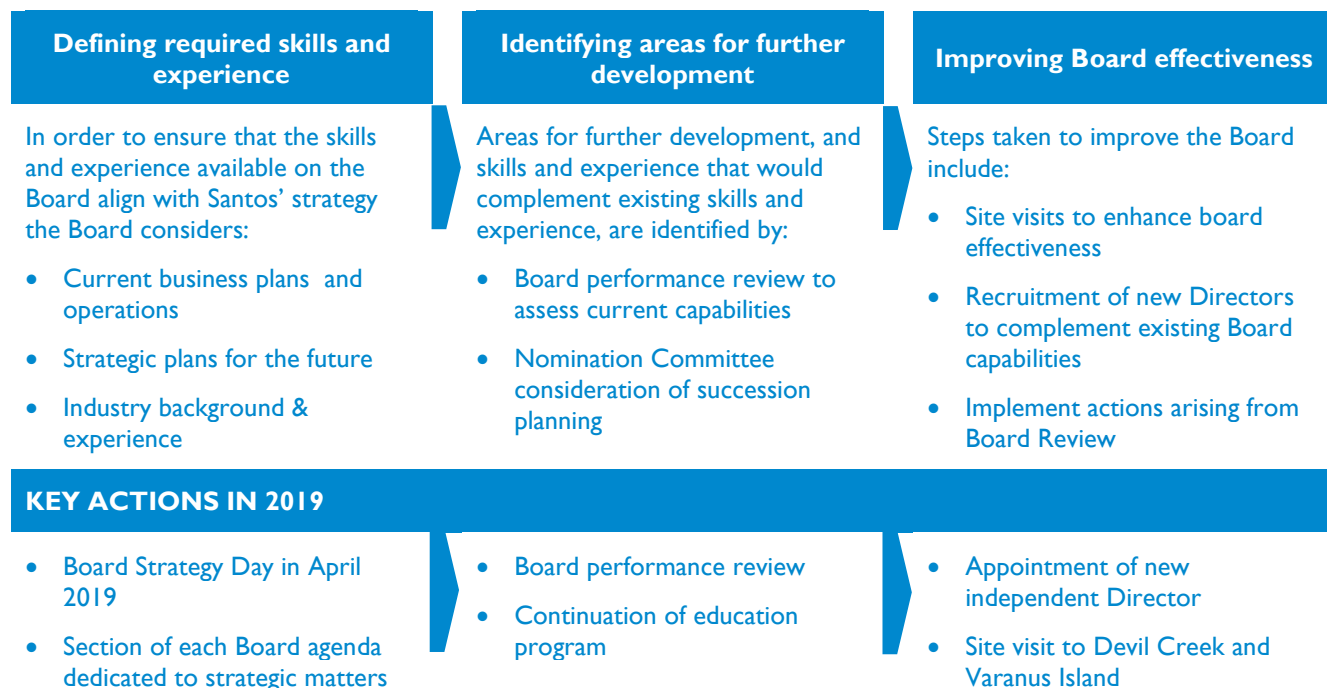 Defining required skills and
experience
In order to ensure that the skills
and experience available on the
Board align with Santos’ strategy
the Board considers:
• Current business plans and
operations
• Strategic plans for the future
• Industry background &
experience
Identifying areas for further
development
Areas for further development, and
skills and experience that would
complement existing skills and
experience, are identified by:
• Board performance review to
assess current capabilities
• Nomination Committee
consideration of succession
planning
Improving Board effectiveness
Steps taken to improve the Board
include:
• Site visits to enhance board
effectiveness
• Recruitment of new Directors
to complement existing Board
capabilities
• Implement actions arising from
Board Review
KEY ACTIONS IN 2019
• Board Strategy Day in April
2019
• Section of each Board agenda
dedicated to strategic matters
• Board performance review
• Continuation of education
program
• Appointment of new
independent Director
• Site visit to Devil Creek and
Varanus Island